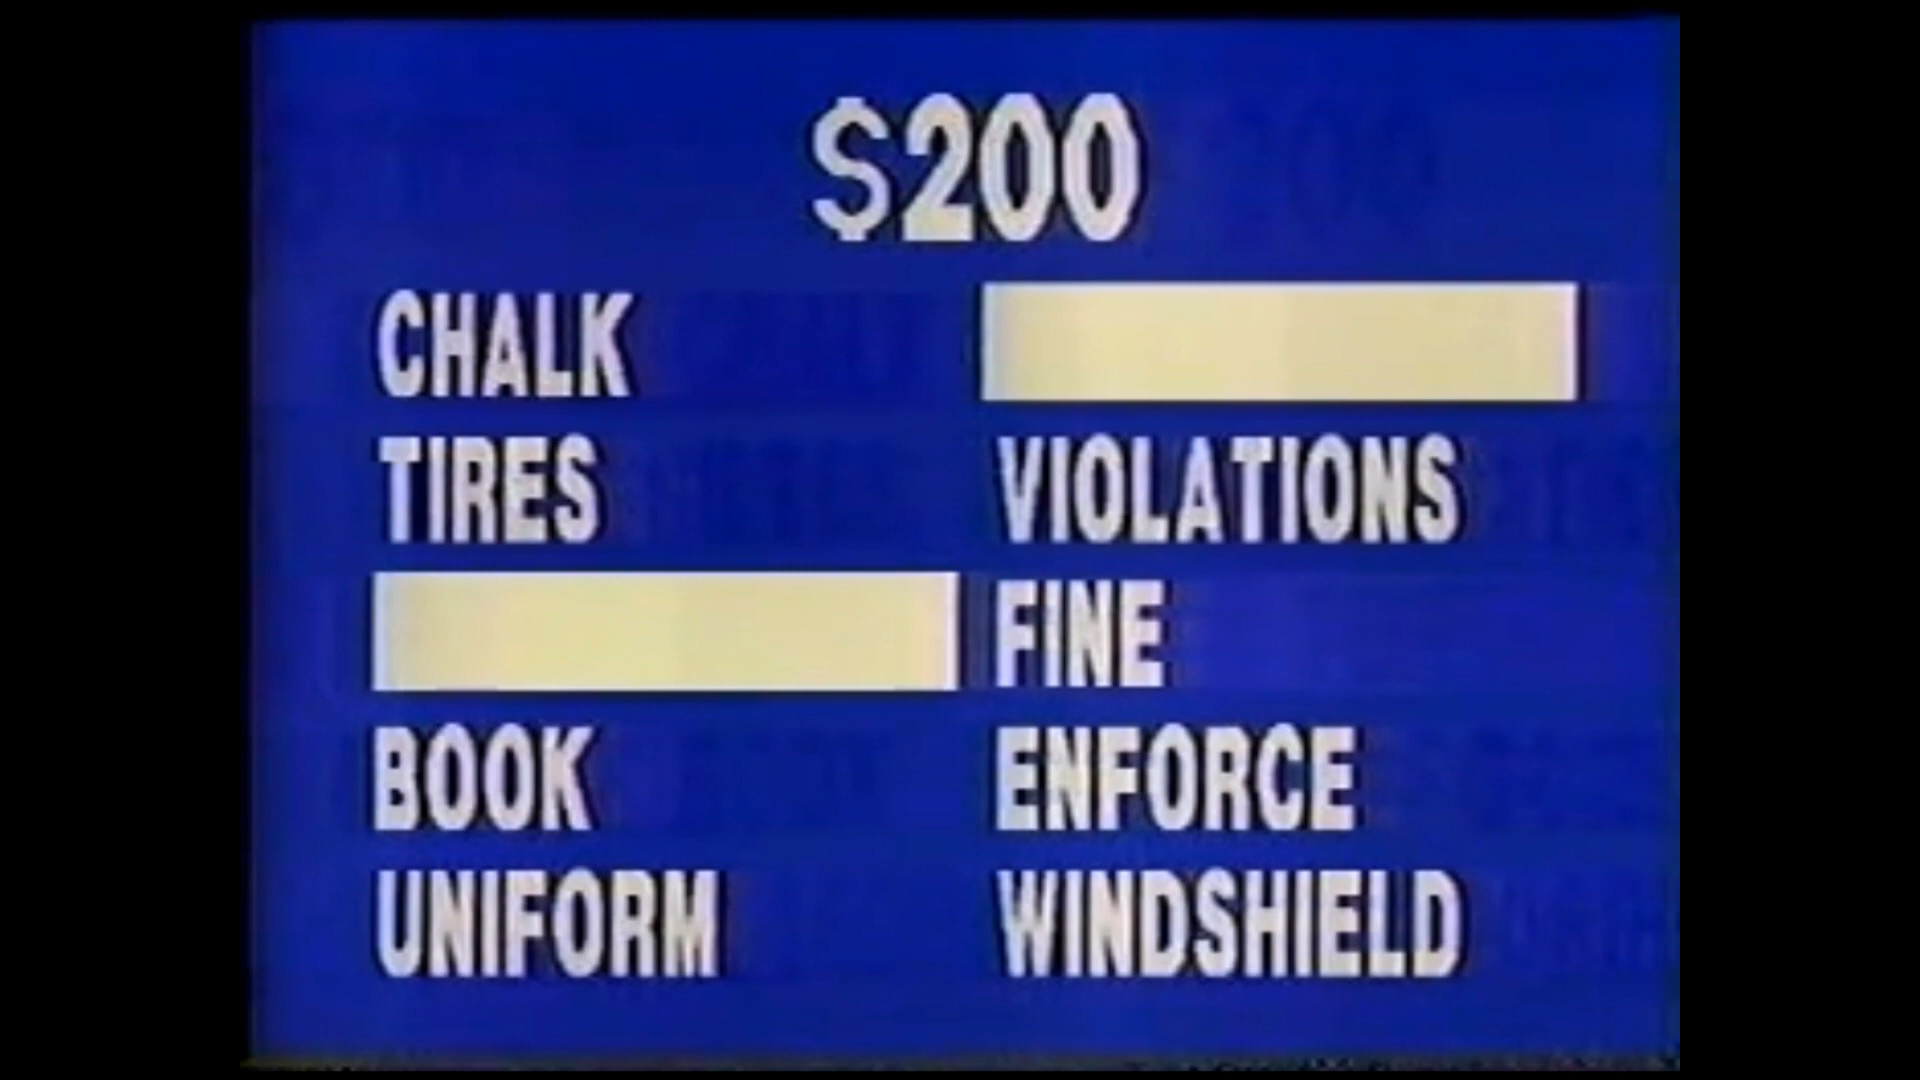 $200
CHALK
TIRES
BOOK
UNIFORM
VIOLATIONS
FINE
ENFORCE
WINDSHIELD